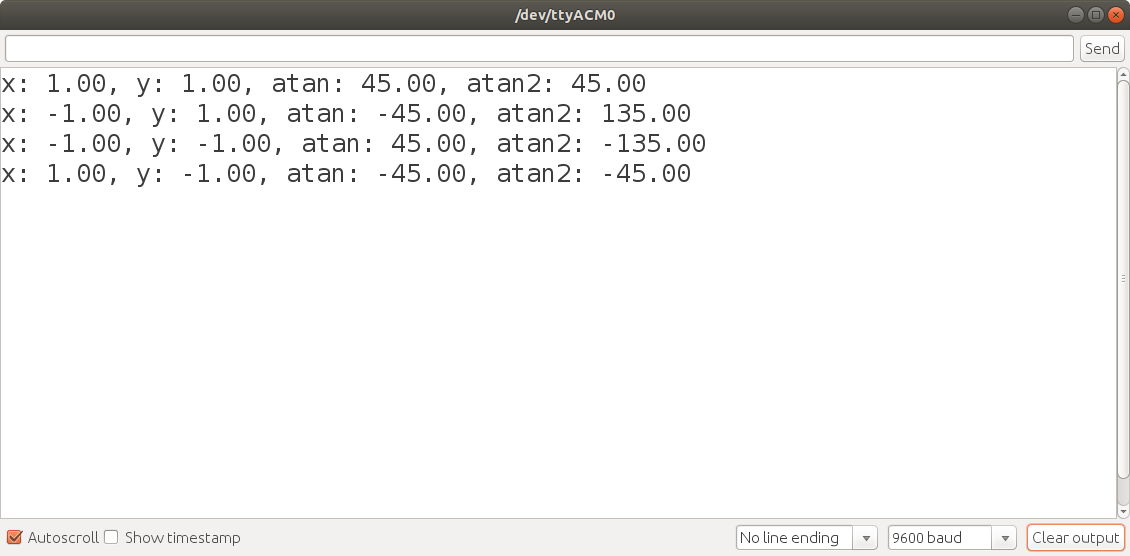 /dev/ttyACM0
Send
x: 1.00, y: 1.00, atan: 45.00, atan2: 45.00
x: -1.00, y: 1.00, atan: -45.00, atan2: 135.00
x: -1.00, y: -1.00, atan: 45.00, atan2: -135.00
x: 1.00, y: -1.00, atan: -45.00, atan2: -45.00
Autoscroll Show timestamp No line ending 9600 baud Clear output